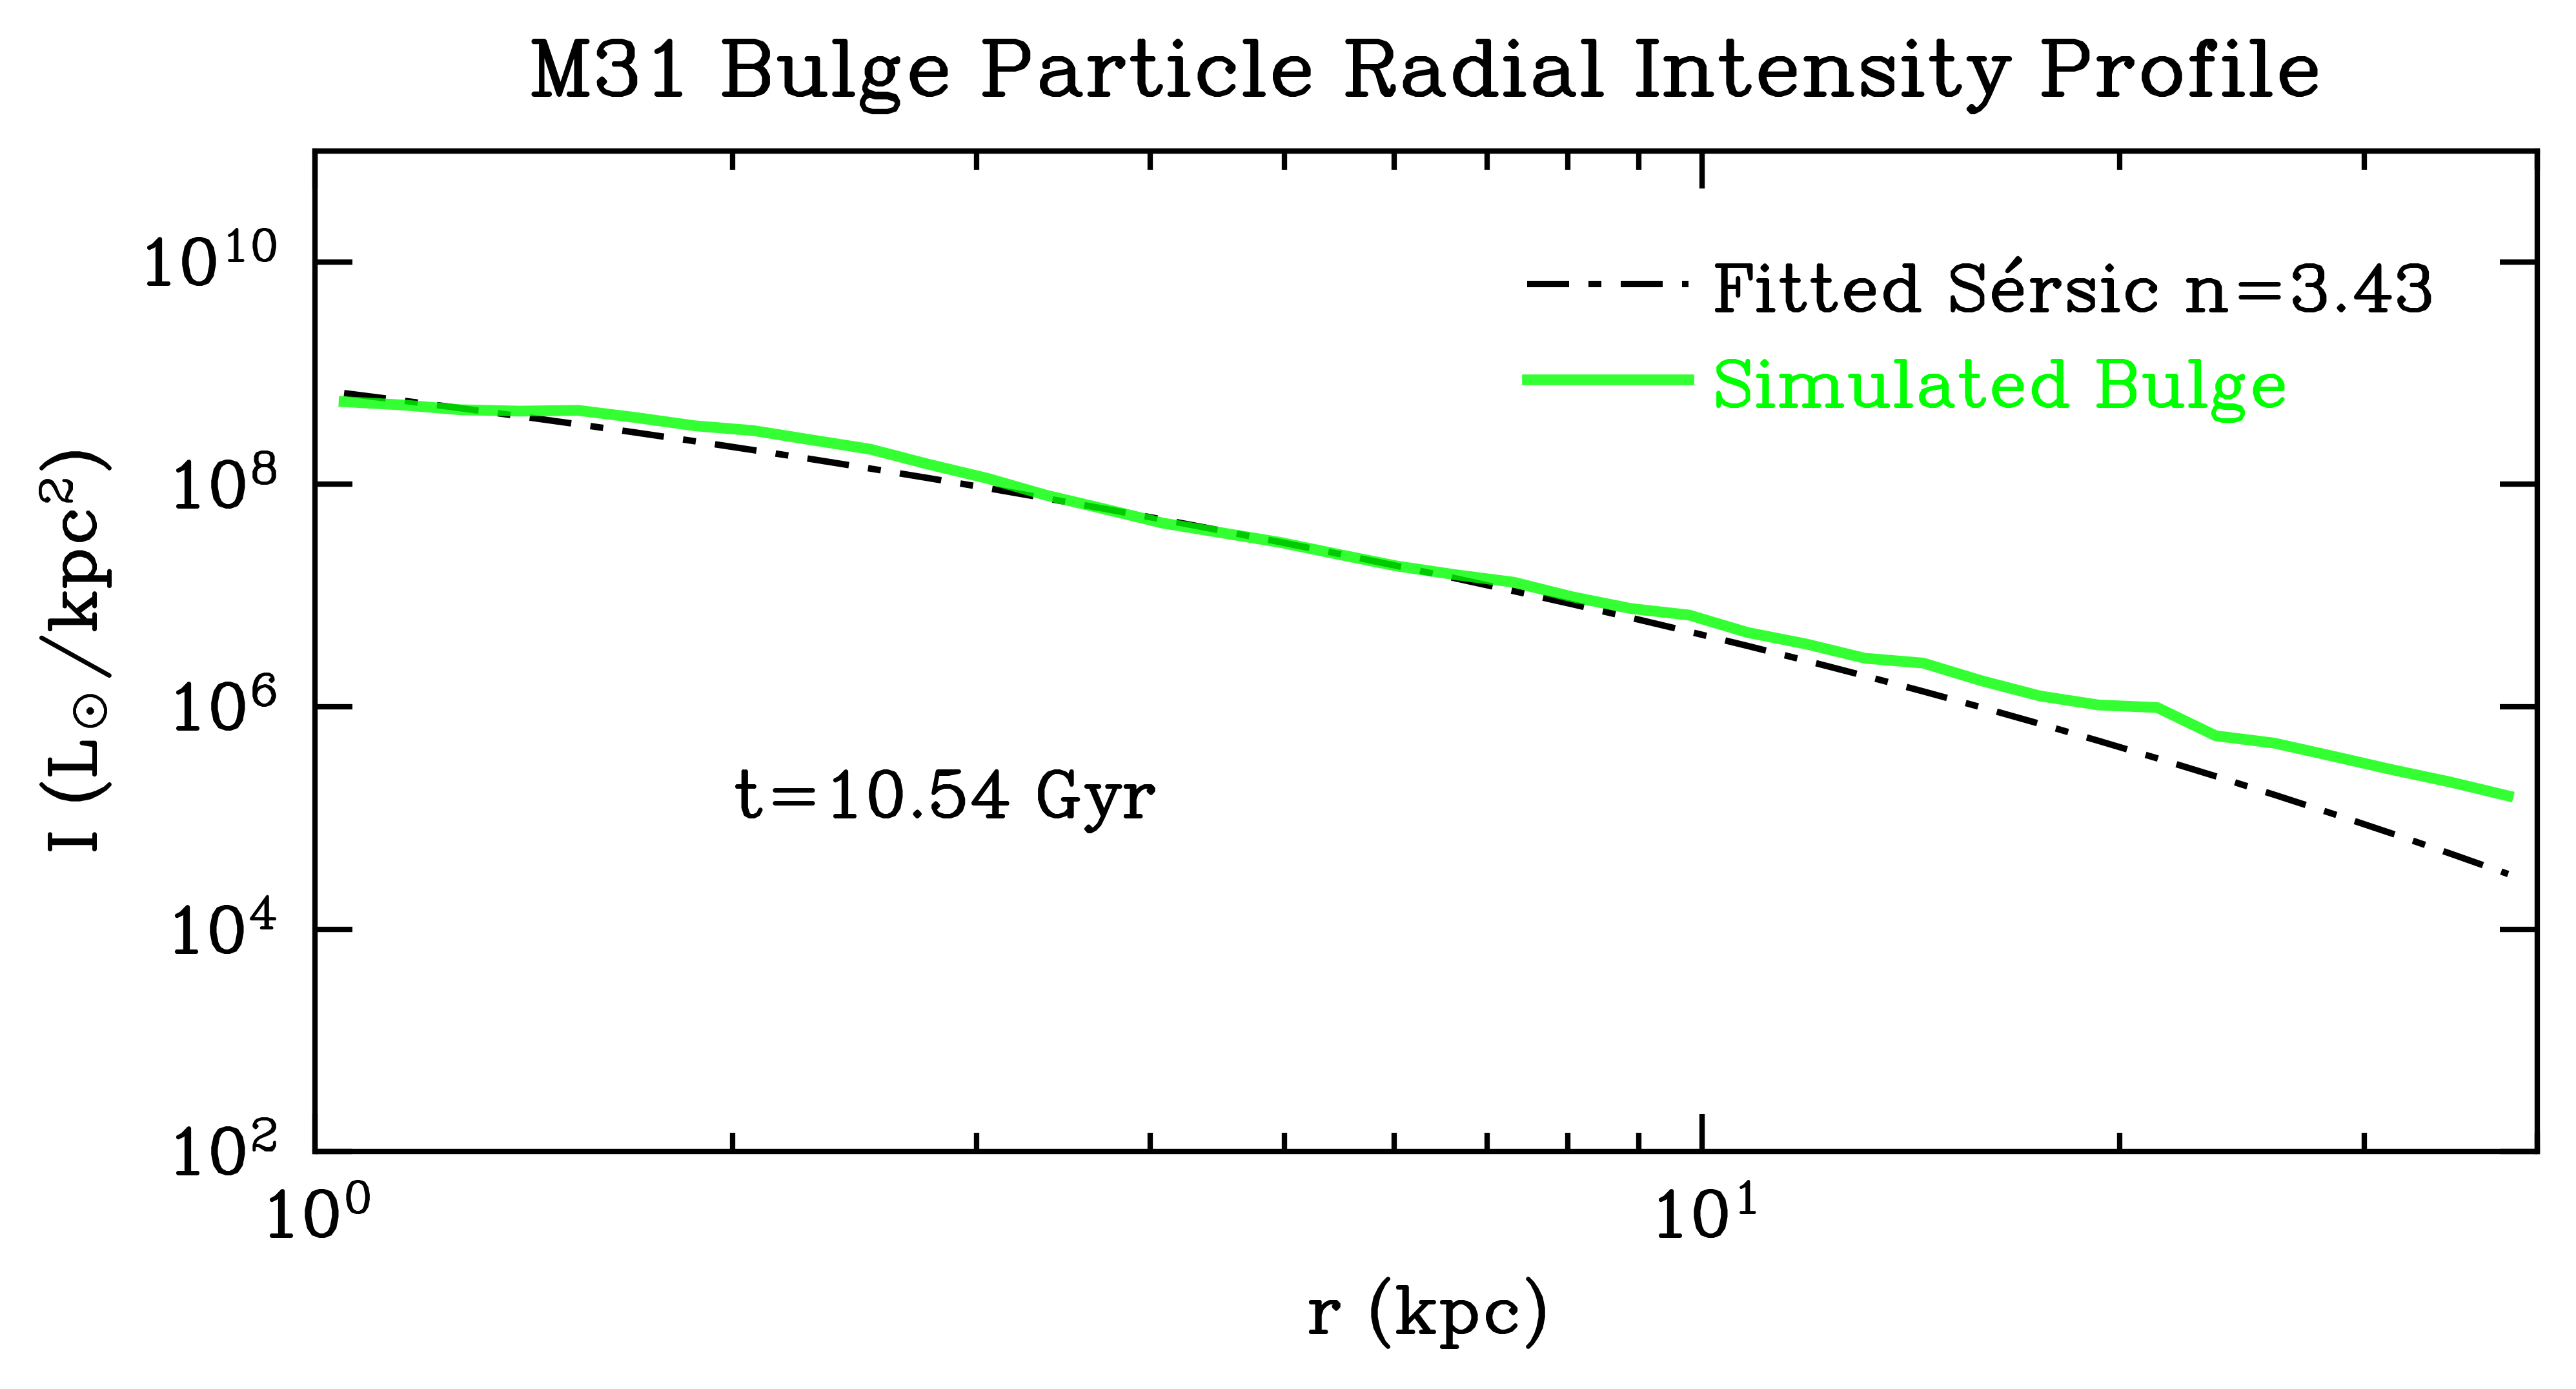 M31 Bulge Particle Radial Intensity Profile
10¹⁰
10⁸
10⁶
10⁴
10²
I (L☉/kpc²)
Fitted Sérsic n=3.43
Simulated Bulge
t=10.54 Gyr
10⁰ 10¹
r (kpc)